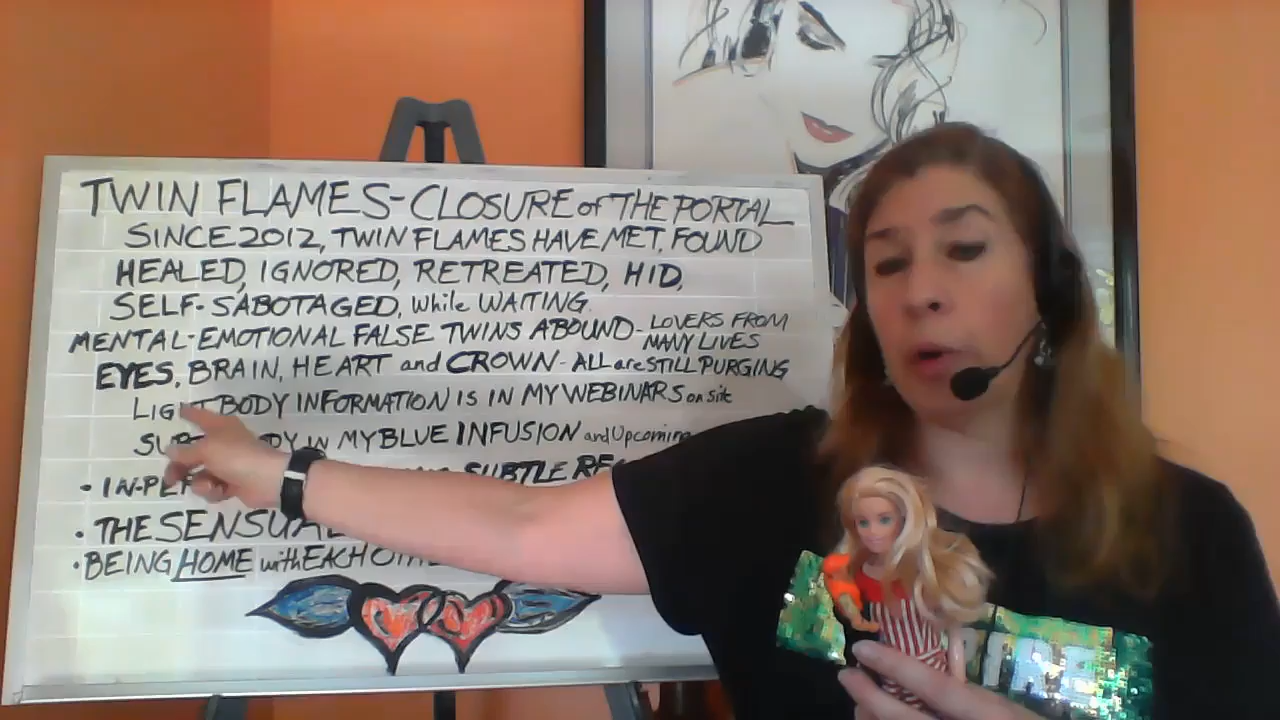 TWIN FLAMES-CLOSURE of THE PORTAL
SINCE 2012, TWIN FLAMES HAVE MET, FOUND
HEALED, IGNORED, RETREATED, HID,
SELF-SABOTAGED, while WAITING.
MENTAL-EMOTIONAL FALSE TWINS ABOUND - LOVERS FROM
MANY LIVES
EYES, BRAIN, HEART and CROWN - ALL are STILL PURGING
LIGHT BODY INFORMATION IS IN MY WEBINARS on site
IN MY BLUE INFUSION and Upcoming
SUBTLE
• THE SENSUAL
• BEING HOME with EACH